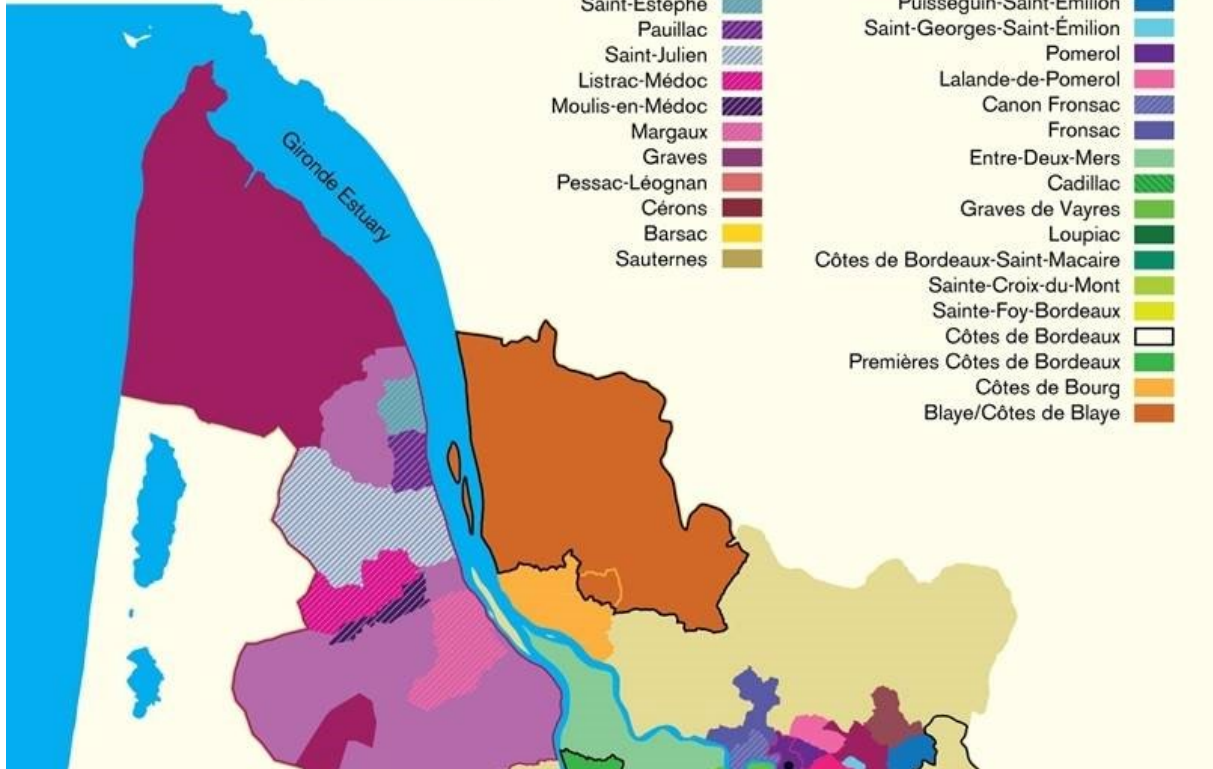 Saint-Estèphe
Pauillac
Saint-Julien
Listrac-Médoc
Moulis-en-Médoc
Margaux
Graves
Pessac-Léognan
Cérons
Barsac
Sauternes
Puisseguin-Saint-Émilion
Saint-Georges-Saint-Émilion
Pomerol
Lalande-de-Pomerol
Canon Fronsac
Fronsac
Entre-Deux-Mers
Cadillac
Graves de Vayres
Loupiac
Côtes de Bordeaux-Saint-Macaire
Sainte-Croix-du-Mont
Sainte-Foy-Bordeaux
Côtes de Bordeaux
Premières Côtes de Bordeaux
Côtes de Bourg
Blaye/Côtes de Blaye
Gironde Estuary